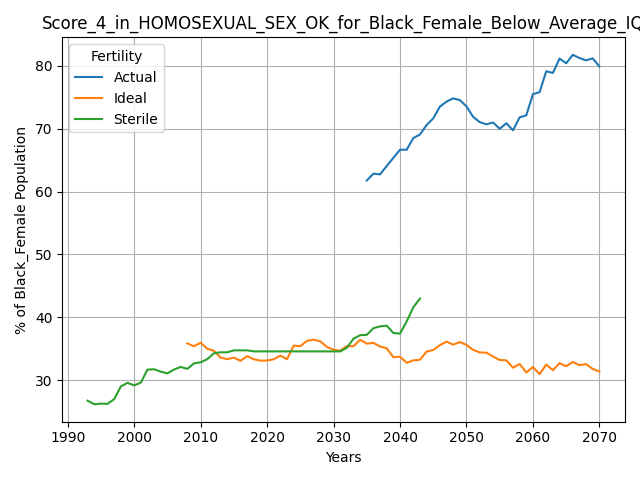 Score_4_in_HOMOSEXUAL_SEX_OK_for_Black_Female_Below_Average_IQ
Fertility
Actual
Ideal
Sterile
% of Black_Female Population
80
70
60
50
40
30
1990
2000
2010
2020
2030
2040
2050
2060
2070
Years